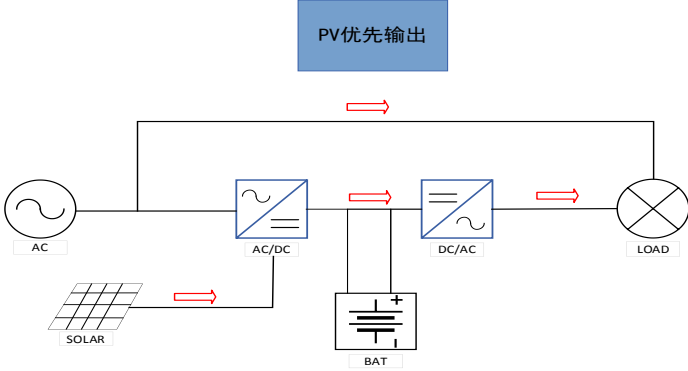 PV优先输出
AC
AC/DC
DC/AC
LOAD
SOLAR
+
-
BAT